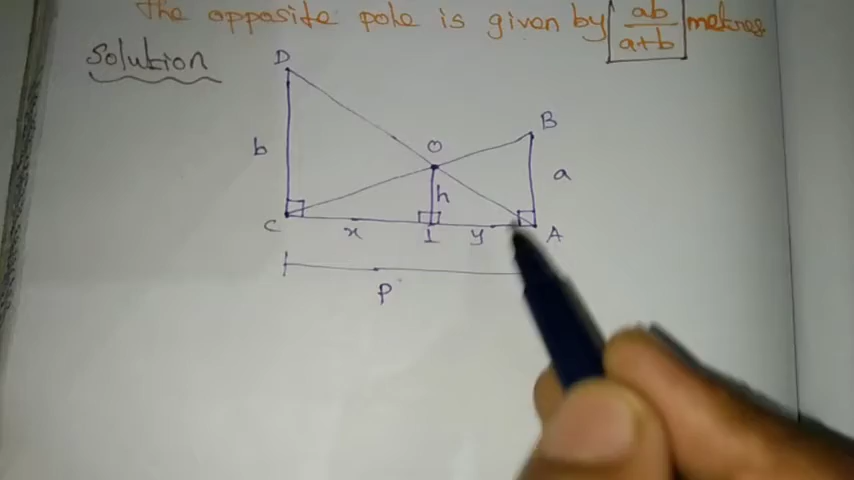 the opposite pole is given by ab/a+b metres
Solution
D
B
O
b
a
h
C
x
L
y
A
P